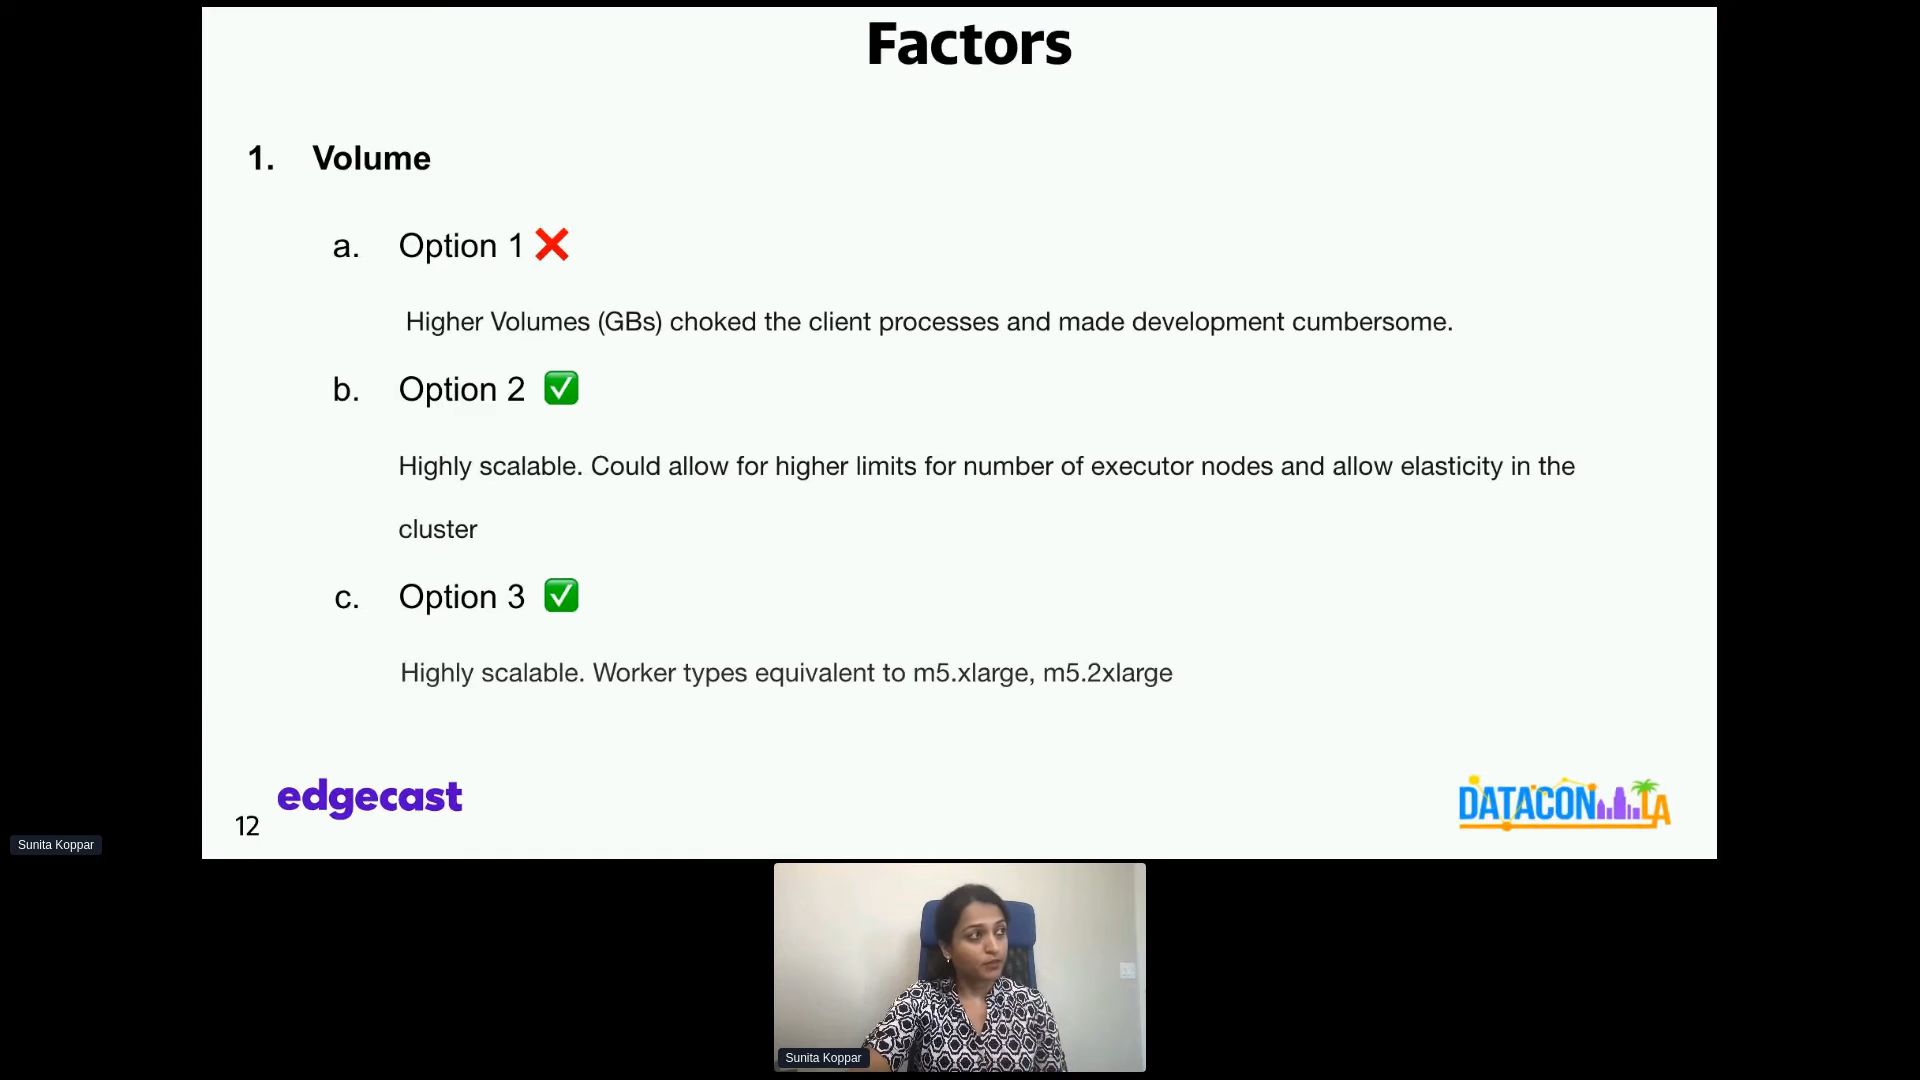 Factors
1. Volume
a. Option 1 ❌
Higher Volumes (GBs) choked the client processes and made development cumbersome.
b. Option 2 ✅
Highly scalable. Could allow for higher limits for number of executor nodes and allow elasticity in the
cluster
c. Option 3 ✅
Highly scalable. Worker types equivalent to m5.xlarge, m5.2xlarge
edgecast
DATACON LA
12
Sunita Koppar
Sunita Koppar